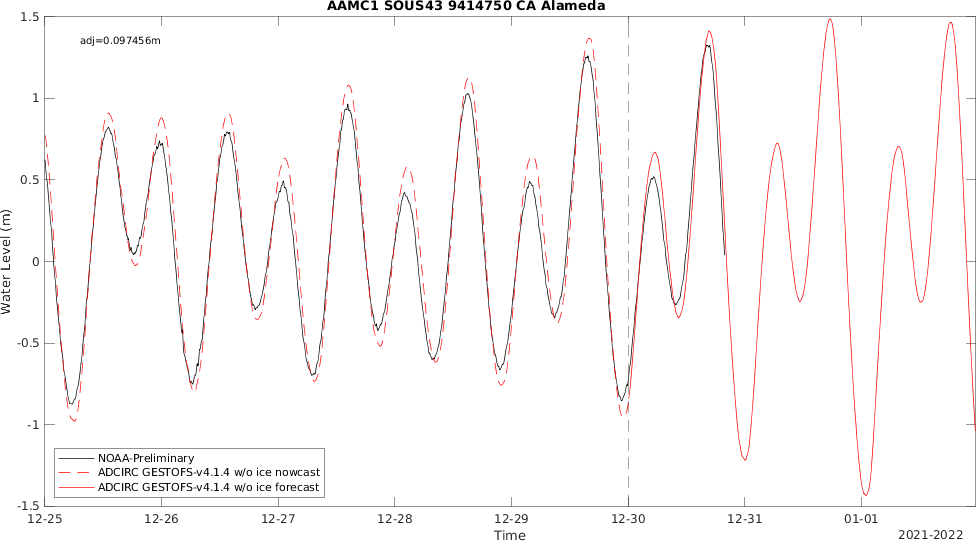 AAMC1 SOUS43 9414750 CA Alameda
1.5
adj=0.097456m
1
0.5
0
-0.5
-1
-1.5
Water Level (m)
NOAA-Preliminary
ADCIRC GESTOFS-v4.1.4 w/o ice nowcast
ADCIRC GESTOFS-v4.1.4 w/o ice forecast
12-25 12-26 12-27 12-28 12-29 12-30 12-31 01-01
Time
2021-2022